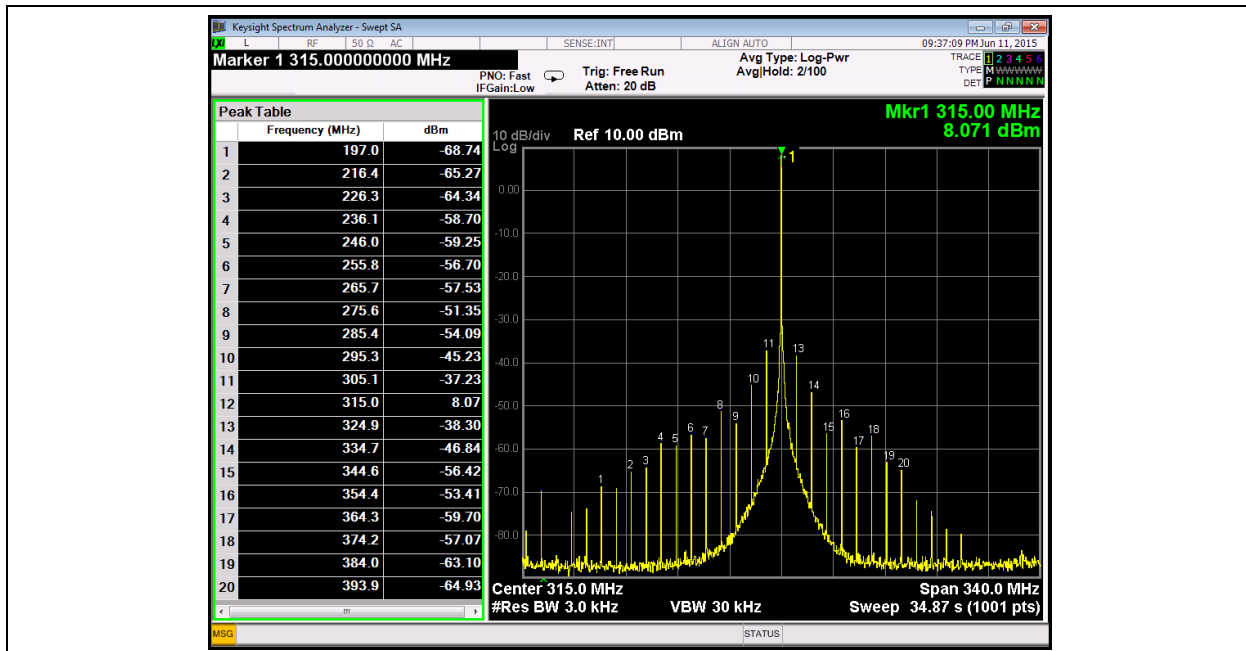 Keysight Spectrum Analyzer - Swept SA
LXI L RF 50 Ω AC SENSE:INT ALIGN AUTO 09:37:09 PM Jun 11, 2015
Marker 1 315.000000000 MHz
PNO: Fast
IFGain:Low
Trig: Free Run
Atten: 20 dB
Avg Type: Log-Pwr
Avg|Hold: 2/100
TRACE 1 2 3 4 5 6
TYPE M WWWWW
DET P N N N N N
Peak Table
Frequency (MHz) dBm
1 197.0 -68.74
2 216.4 -65.27
3 226.3 -64.34
4 236.1 -58.70
5 246.0 -59.25
6 255.8 -56.70
7 265.7 -57.53
8 275.6 -51.35
9 285.4 -54.09
10 295.3 -45.23
11 305.1 -37.23
12 315.0 8.07
13 324.9 -38.30
14 334.7 -46.84
15 344.6 -56.42
16 354.4 -53.41
17 364.3 -59.70
18 374.2 -57.07
19 384.0 -63.10
20 393.9 -64.93
Mkr1 315.00 MHz
8.071 dBm
10 dB/div Ref 10.00 dBm
Log
0.00
-10.0
-20.0
-30.0
-40.0
-50.0
-60.0
-70.0
-80.0
1
11
13
10
14
8
9
16
15
18
6
7
4
5
17
2
3
19
20
1
Center 315.0 MHz Span 340.0 MHz
#Res BW 3.0 kHz VBW 30 kHz Sweep 34.87 s (1001 pts)
MSG STATUS